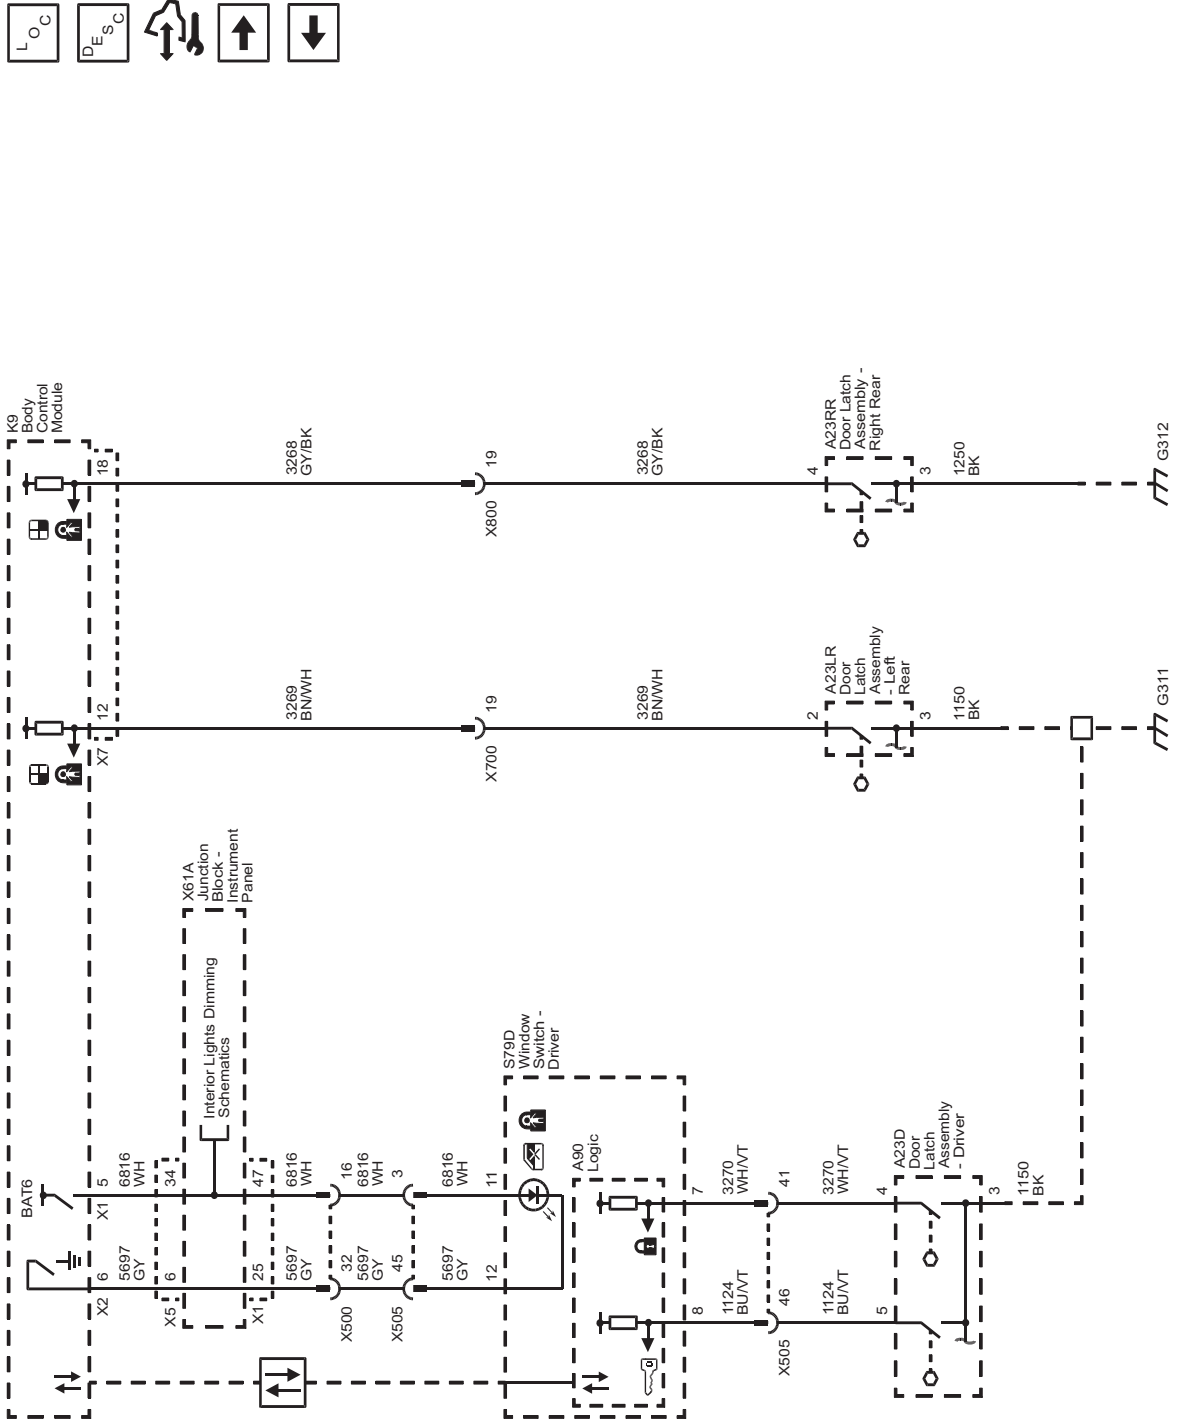 LOC
DESC
K9
Body
Control
Module
18
3268
GY/BK
X800
19
3268
GY/BK
4
A23RR
Door Latch
Assembly -
Right Rear
3
1250
BK
G312
X7
12
3269
BN/WH
X700
19
3269
BN/WH
2
A23LR
Door
Latch
Assembly
- Left
Rear
3
1150
BK
G311
BAT6
X1
5
6816
WH
34
X61A
Junction
Block -
Instrument
Panel
Interior Lights Dimming
Schematics
47
6816
WH
16
6816
WH
3
6816
WH
11
X2
6
5697
GY
X5
6
X1
25
5697
GY
X500
32
5697
GY
X505
45
5697
GY
12
S79D
Window
Switch -
Driver
A90
Logic
7
3270
WH/VT
41
3270
WH/VT
4
8
1124
BU/VT
X505
46
1124
BU/VT
5
A23D
Door
Latch
Assembly
- Driver
3
1150
BK